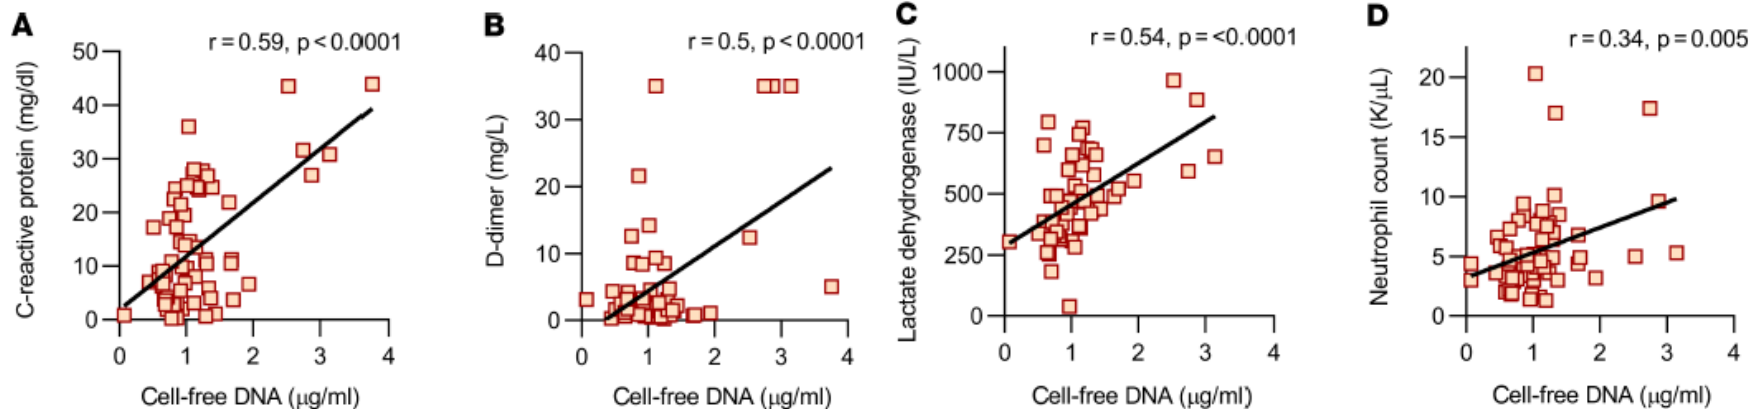 A
r=0.59, p<0.0001
C-reactive protein (mg/dl)
50
40
30
20
10
0
0 1 2 3 4
Cell-free DNA (μg/ml)
B
r=0.5, p<0.0001
D-dimer (mg/L)
40
30
20
10
0
0 1 2 3 4
Cell-free DNA (μg/ml)
C
r=0.54, p=<0.0001
Lactate dehydrogenase (IU/L)
1000
750
500
250
0
0 1 2 3 4
Cell-free DNA (μg/ml)
D
r=0.34, p=0.005
Neutrophil count (K/μL)
20
15
10
5
0
0 1 2 3 4
Cell-free DNA (μg/ml)